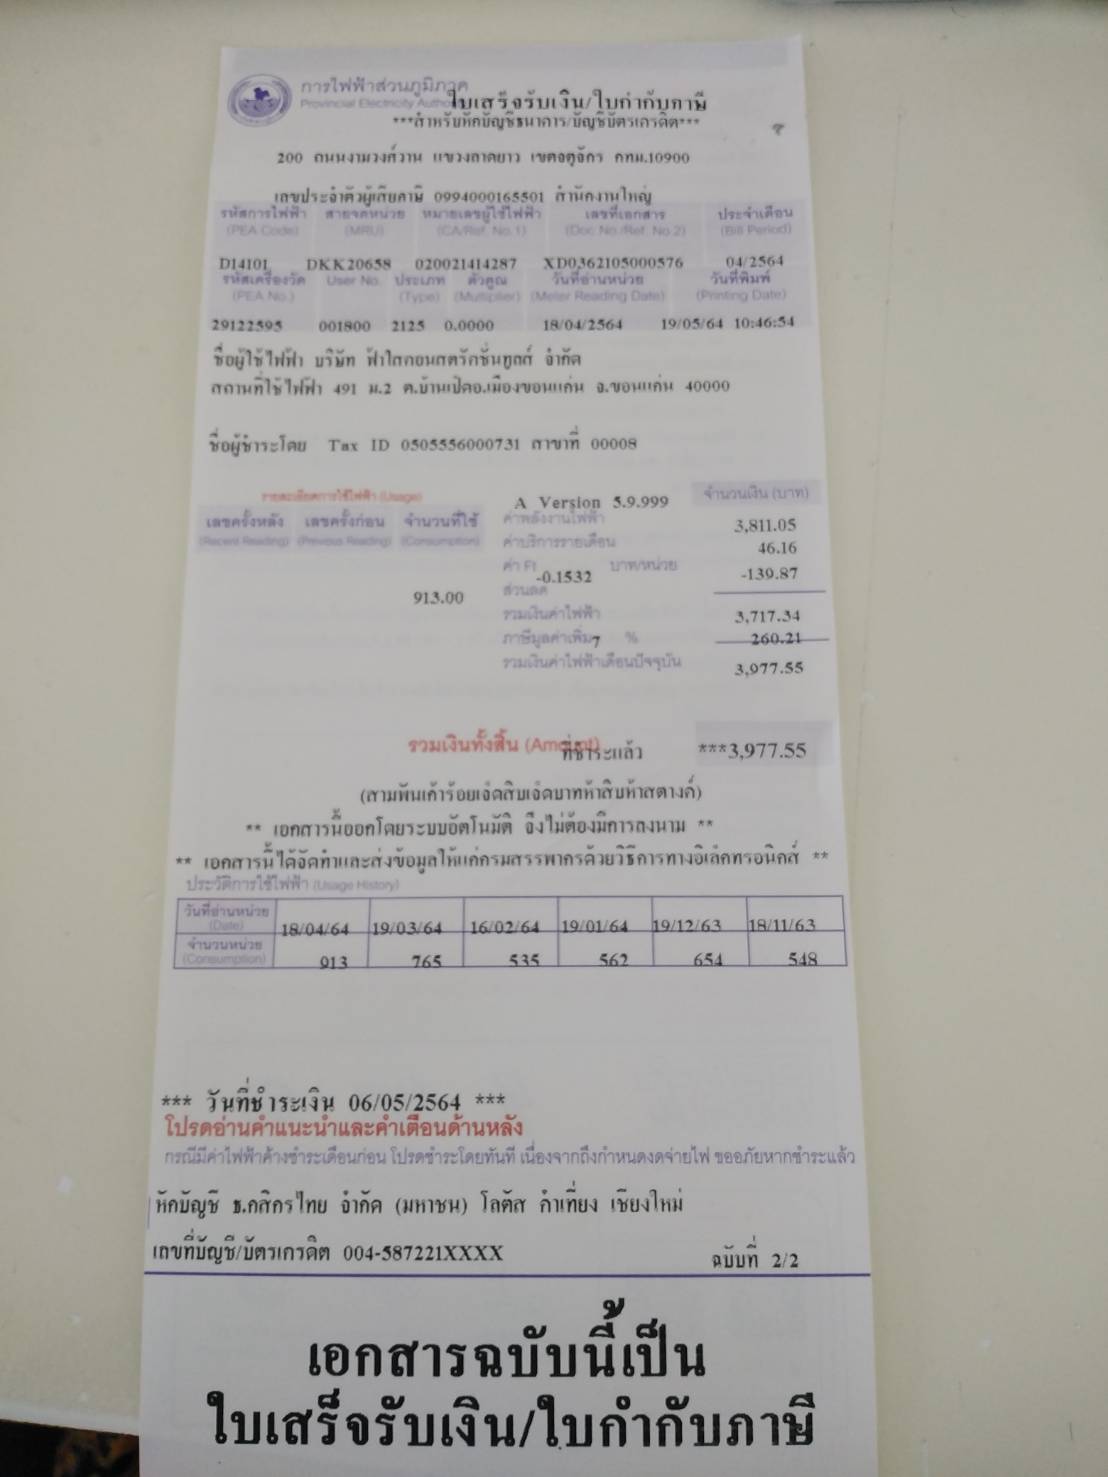 การไฟฟ้าส่วนภูมิภาค
Provincial Electricity
ใบเสร็จรับเงิน/ใบกำกับภาษี
***สำหรับหักบัญชีธนาคาร/บัญชีบัตรเครดิต***
200 ถนนงามวงศ์วาน แขวงลาดยาว เขตจตุจักร กทม.10900
เลขประจำตัวผู้เสียภาษี 0994000165501 สำนักงานใหญ่
รหัสการไฟฟ้า สายจดหน่วย หมายเลขผู้ใช้ไฟฟ้า เลขที่เอกสาร ประจำเดือน
(PEA Code) (MRU) (CA/Ref. No.1) (Doc No./Ref. No.2) (Bill Period)
D14101 DKK20658 020021414287 XD0362105000576 04/2564
รหัสเครื่องวัด User No. ประเภท ตัวคูณ วันที่อ่านหน่วย วันที่พิมพ์
(PEA No.) (Type) (Multiplier) (Meter Reading Date) (Printing Date)
29122595 001800 2125 0.0000 18/04/2564 19/05/64 10:46:54
ชื่อผู้ใช้ไฟฟ้า บริษัท ฟ้าใสคอนสตรัคชั่นทูลส์ จำกัด
สถานที่ใช้ไฟฟ้า 491 ม.2 ต.บ้านเป็ดอ.เมืองขอนแก่น จ.ขอนแก่น 40000
ชื่อผู้ชำระโดย Tax ID 0505556000731 สาขาที่ 00008
รายละเอียดการใช้ไฟฟ้า (Usage) A Version 5.9.999 จำนวนเงิน (บาท)
เลขครั้งหลัง เลขครั้งก่อน จำนวนที่ใช้ ค่าพลังงานไฟฟ้า 3,811.05
(Recent Reading) (Previous Reading) (Consumption) ค่าบริการรายเดือน 46.16
ค่า Ft -0.1532 บาท/หน่วย -139.87
913.00 ส่วนลด
รวมเงินค่าไฟฟ้า 3,717.34
ภาษีมูลค่าเพิ่ม 7 % 260.21
รวมเงินค่าไฟฟ้าเดือนปัจจุบัน 3,977.55
รวมเงินทั้งสิ้น (Amount) ที่ชำระแล้ว ***3,977.55
(สามพันเก้าร้อยเจ็ดสิบเจ็ดบาทห้าสิบห้าสตางค์)
** เอกสารนี้ออกโดยระบบอัตโนมัติ จึงไม่ต้องมีการลงนาม **
** เอกสารนี้ได้จัดทำและส่งข้อมูลให้แก่กรมสรรพากรด้วยวิธีการทางอิเล็กทรอนิกส์ **
ประวัติการใช้ไฟฟ้า (Usage History)
วันที่อ่านหน่วย (Date) 18/04/64 19/03/64 16/02/64 19/01/64 19/12/63 18/11/63
จำนวนหน่วย (Consumption) 913 765 535 562 654 548
*** วันที่ชำระเงิน 06/05/2564 ***
โปรดอ่านคำแนะนำและคำเตือนด้านหลัง
กรณีมีค่าไฟฟ้าค้างชำระเดือนก่อน โปรดชำระโดยทันที เนื่องจากถึงกำหนดงดจ่ายไฟ ขออภัยหากชำระแล้ว
หักบัญชี ธ.กสิกรไทย จำกัด (มหาชน) โลตัส คำเที่ยง เชียงใหม่
เลขที่บัญชี/บัตรเครดิต 004-587221XXXX ฉบับที่ 2/2
เอกสารฉบับนี้เป็น
ใบเสร็จรับเงิน/ใบกำกับภาษี